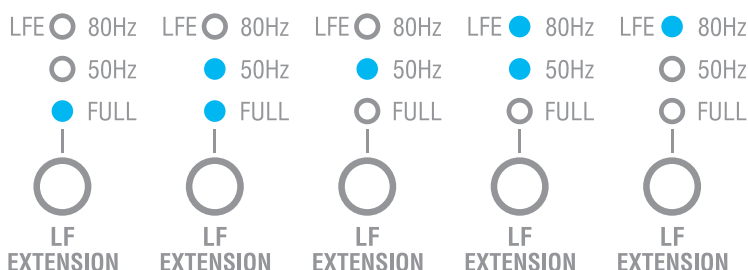 LFE 80Hz LFE 80Hz LFE 80Hz LFE 80Hz LFE 80Hz
50Hz 50Hz 50Hz 50Hz 50Hz
FULL FULL FULL FULL FULL
LF LF LF LF LF
EXTENSION EXTENSION EXTENSION EXTENSION EXTENSION